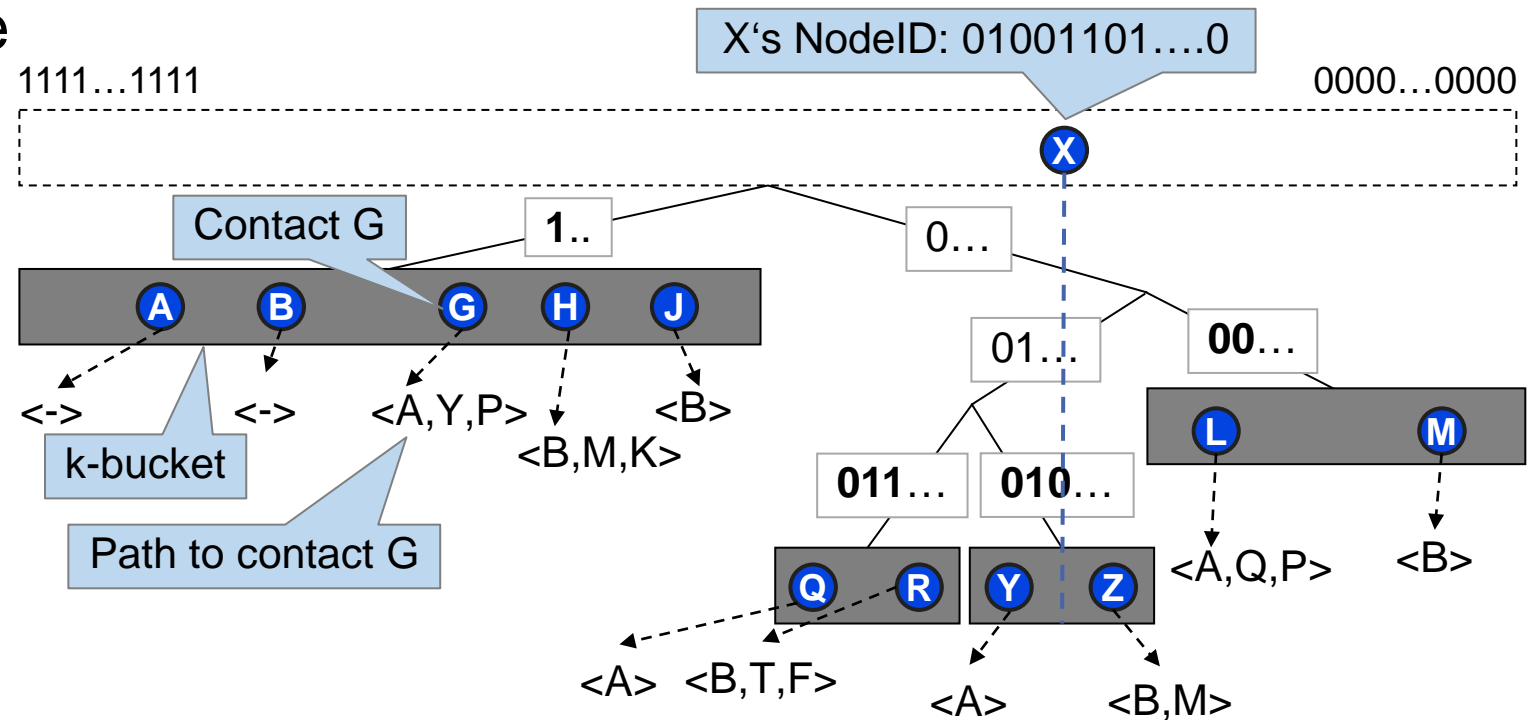 e
X‘s NodeID: 01001101….0
1111…1111
0000…0000
X
Contact G
1..
0…
A B G H J
01…
00…
<-> <-> <A,Y,P> <B>
L M
k-bucket
<B,M,K>
011… 010…
Path to contact G
<A,Q,P> <B>
Q R Y Z
<A> <B,T,F> <A> <B,M>